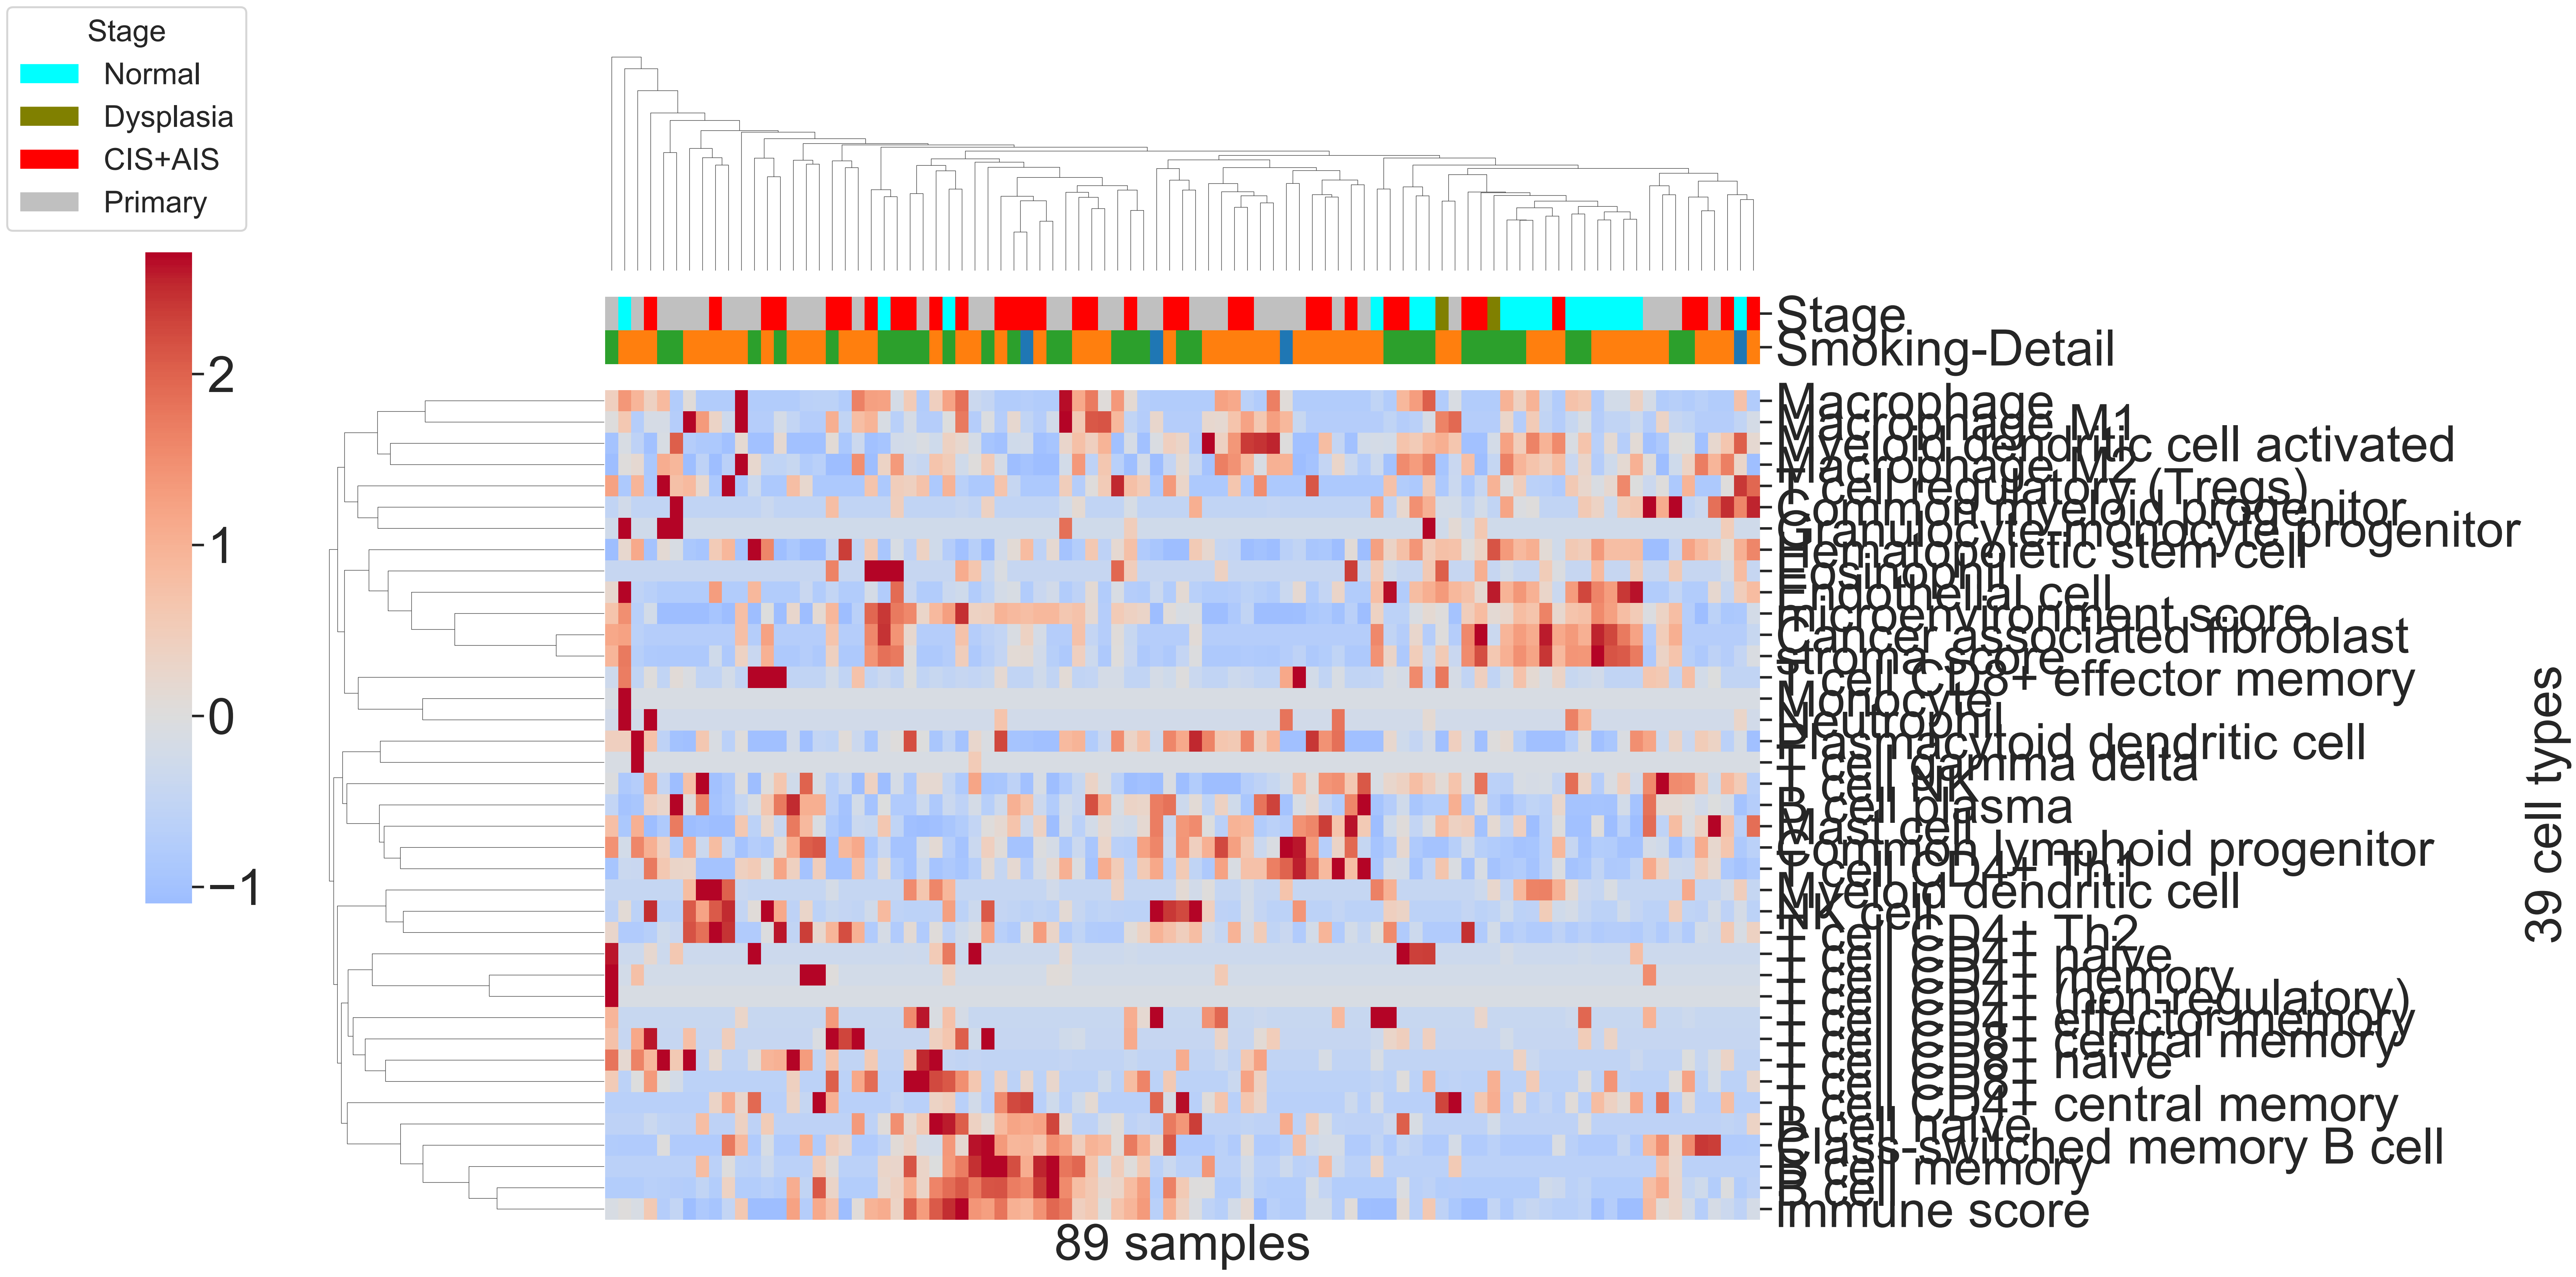 Stage
Normal
Dysplasia
CIS+AIS
Primary
2
1
0
−1
Stage
Smoking-Detail
Macrophage
Macrophage M1
Myeloid dendritic cell activated
Macrophage M2
T cell regulatory (Tregs)
Common myeloid progenitor
Granulocyte-monocyte progenitor
Hematopoietic stem cell
Eosinophil
Endothelial cell
microenvironment score
Cancer associated fibroblast
stroma score
T cell CD8+ effector memory
Monocyte
Neutrophil
Plasmacytoid dendritic cell
T cell gamma delta
T cell NK
B cell plasma
Mast cell
Common lymphoid progenitor
T cell CD4+ Th1
Myeloid dendritic cell
NK cell
T cell CD4+ Th2
T cell CD4+ naive
T cell CD4+ memory
T cell CD4+ (non-regulatory)
T cell CD4+ effector memory
T cell CD8+ central memory
T cell CD8+ naive
T cell CD8+
T cell CD4+ central memory
B cell naive
Class-switched memory B cell
B cell memory
B cell
immune score
39 cell types
89 samples